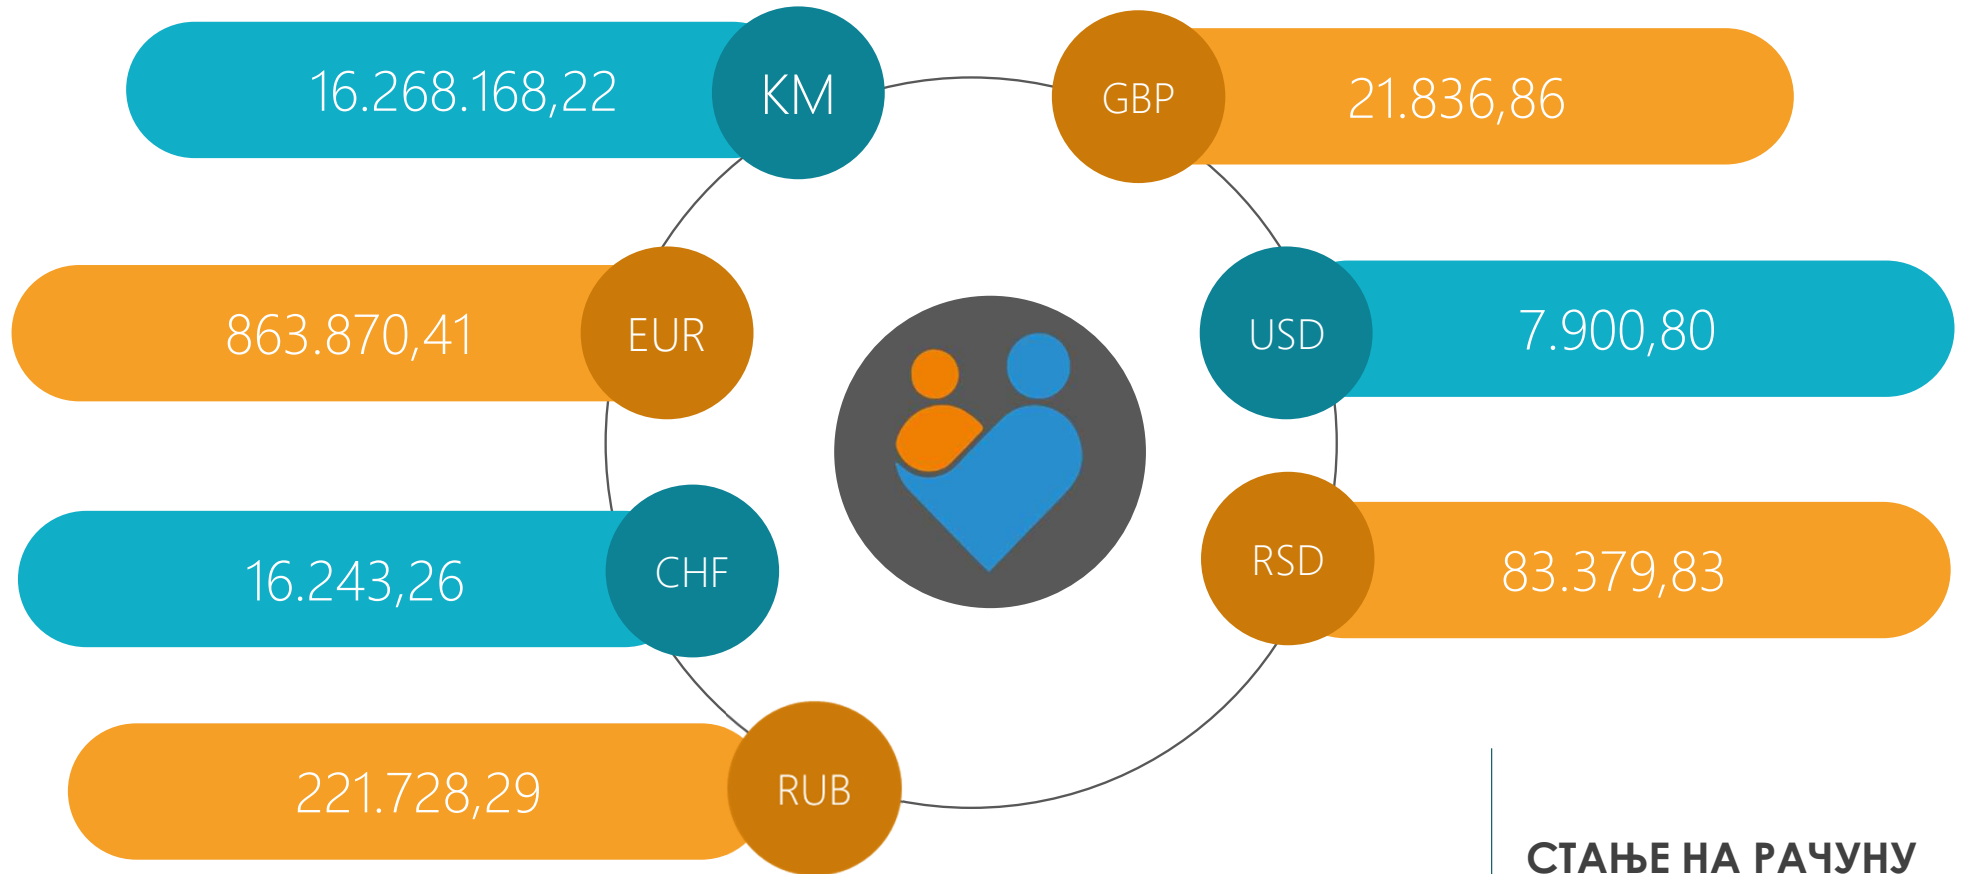 16.268.168,22 KM
GBP 21.836,86
863.870,41 EUR
USD 7.900,80
16.243,26 CHF
RSD 83.379,83
221.728,29 RUB
СТАЊЕ НА РАЧУНУ